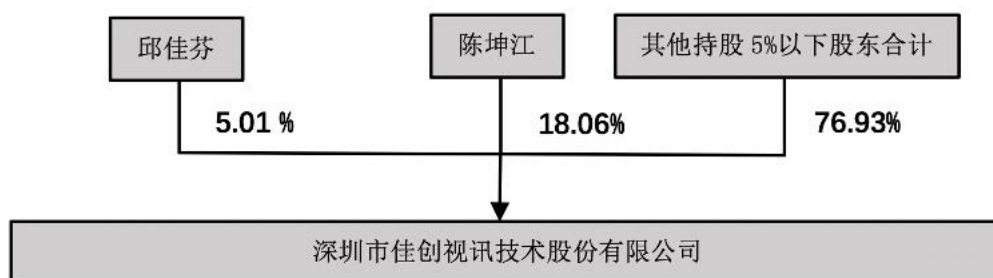 邱佳芬
陈坤江
其他持股 5%以下股东合计
5.01 %
18.06%
76.93%
深圳市佳创视讯技术股份有限公司